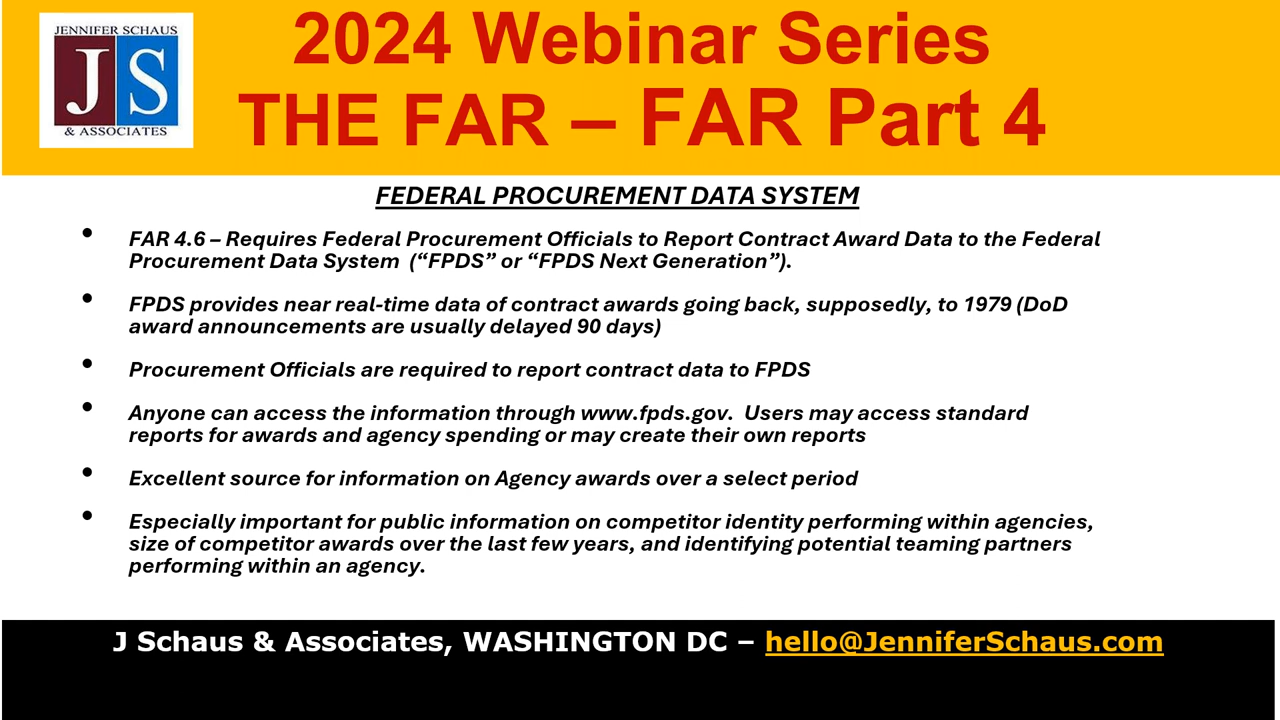 JENNIFER SCHAUS
JS
& ASSOCIATES
2024 Webinar Series
THE FAR – FAR Part 4
FEDERAL PROCUREMENT DATA SYSTEM
• FAR 4.6 – Requires Federal Procurement Officials to Report Contract Award Data to the Federal
Procurement Data System (“FPDS” or “FPDS Next Generation”).
• FPDS provides near real-time data of contract awards going back, supposedly, to 1979 (DoD
award announcements are usually delayed 90 days)
• Procurement Officials are required to report contract data to FPDS
• Anyone can access the information through www.fpds.gov. Users may access standard
reports for awards and agency spending or may create their own reports
• Excellent source for information on Agency awards over a select period
• Especially important for public information on competitor identity performing within agencies,
size of competitor awards over the last few years, and identifying potential teaming partners
performing within an agency.
J Schaus & Associates, WASHINGTON DC – hello@JenniferSchaus.com